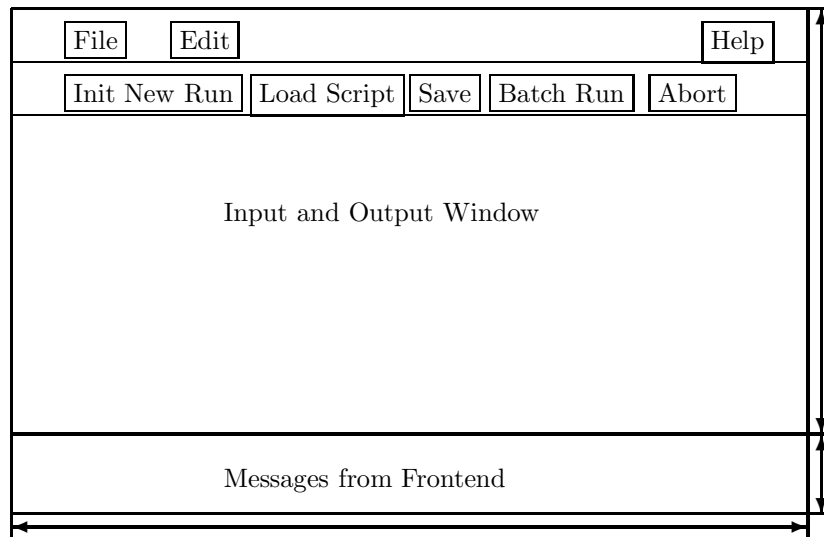 File Edit Help
Init New Run Load Script Save Batch Run Abort
Input and Output Window
Messages from Frontend